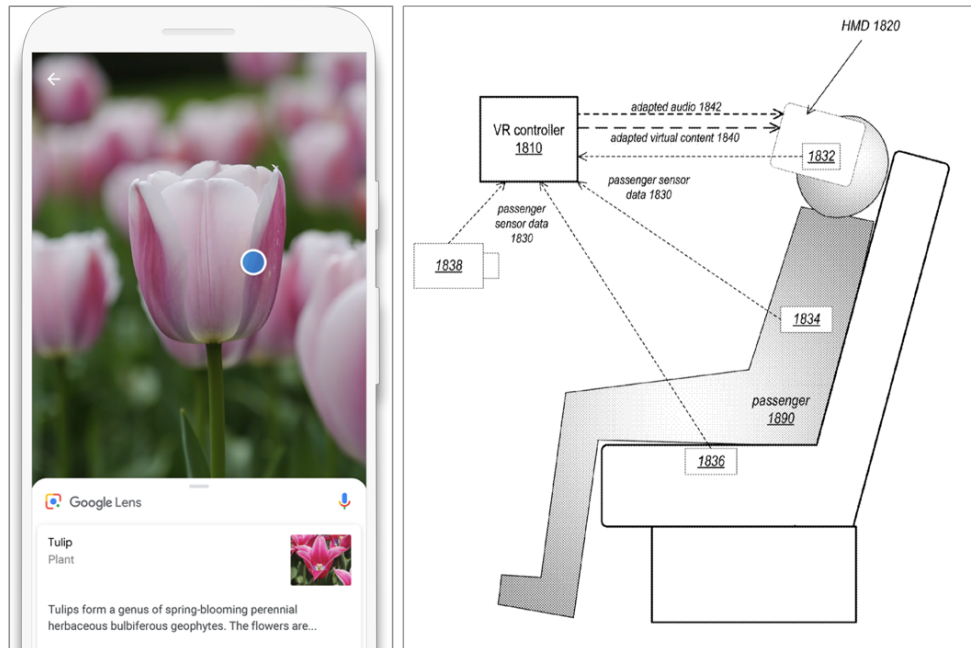 Google Lens
Tulip
Plant
Tulips form a genus of spring-blooming perennial
herbaceous bulbiferous geophytes. The flowers are...
HMD 1820
adapted audio 1842
VR controller
1810
adapted virtual content 1840
1832
passenger sensor
data 1830
passenger
sensor data
1830
1838
1834
passenger
1890
1836